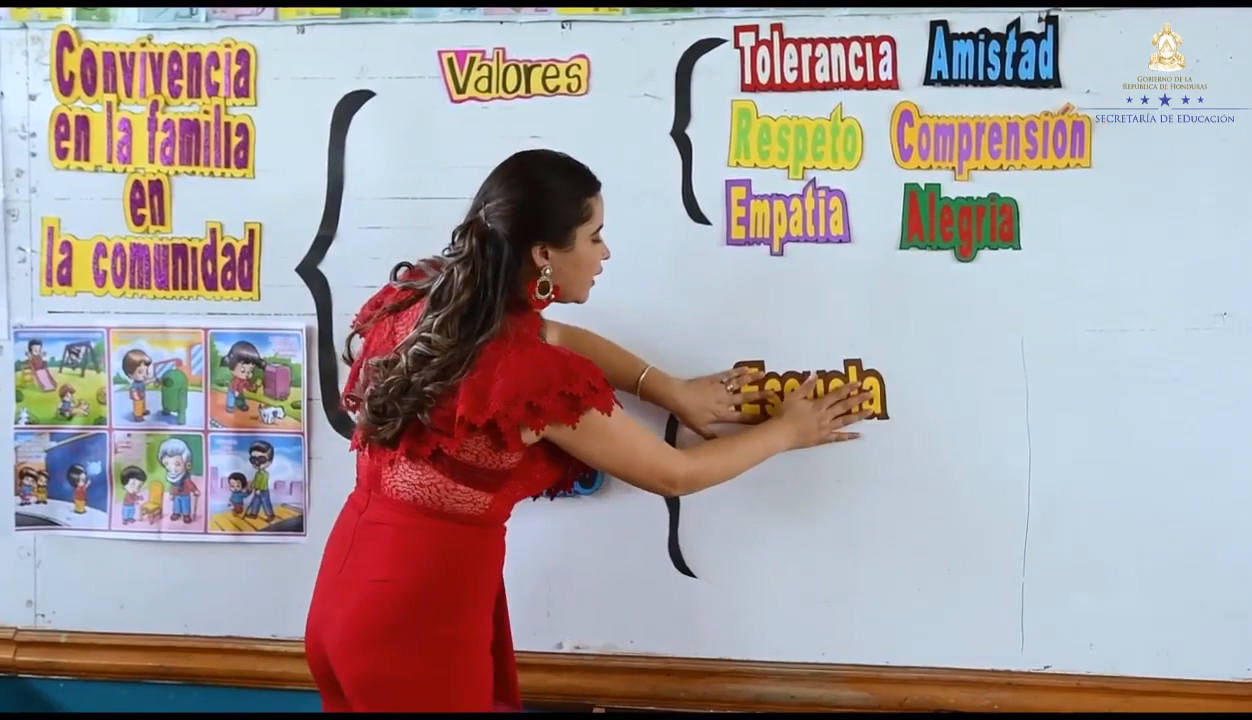 Convivencia
en la familia
en
la comunidad
Valores
Tolerancia
Amistad
Respeto
Comprensión
Empatia
Alegria
Escuela
GOBIERNO DE LA
REPÚBLICA DE HONDURAS
SECRETARÍA DE EDUCACIÓN